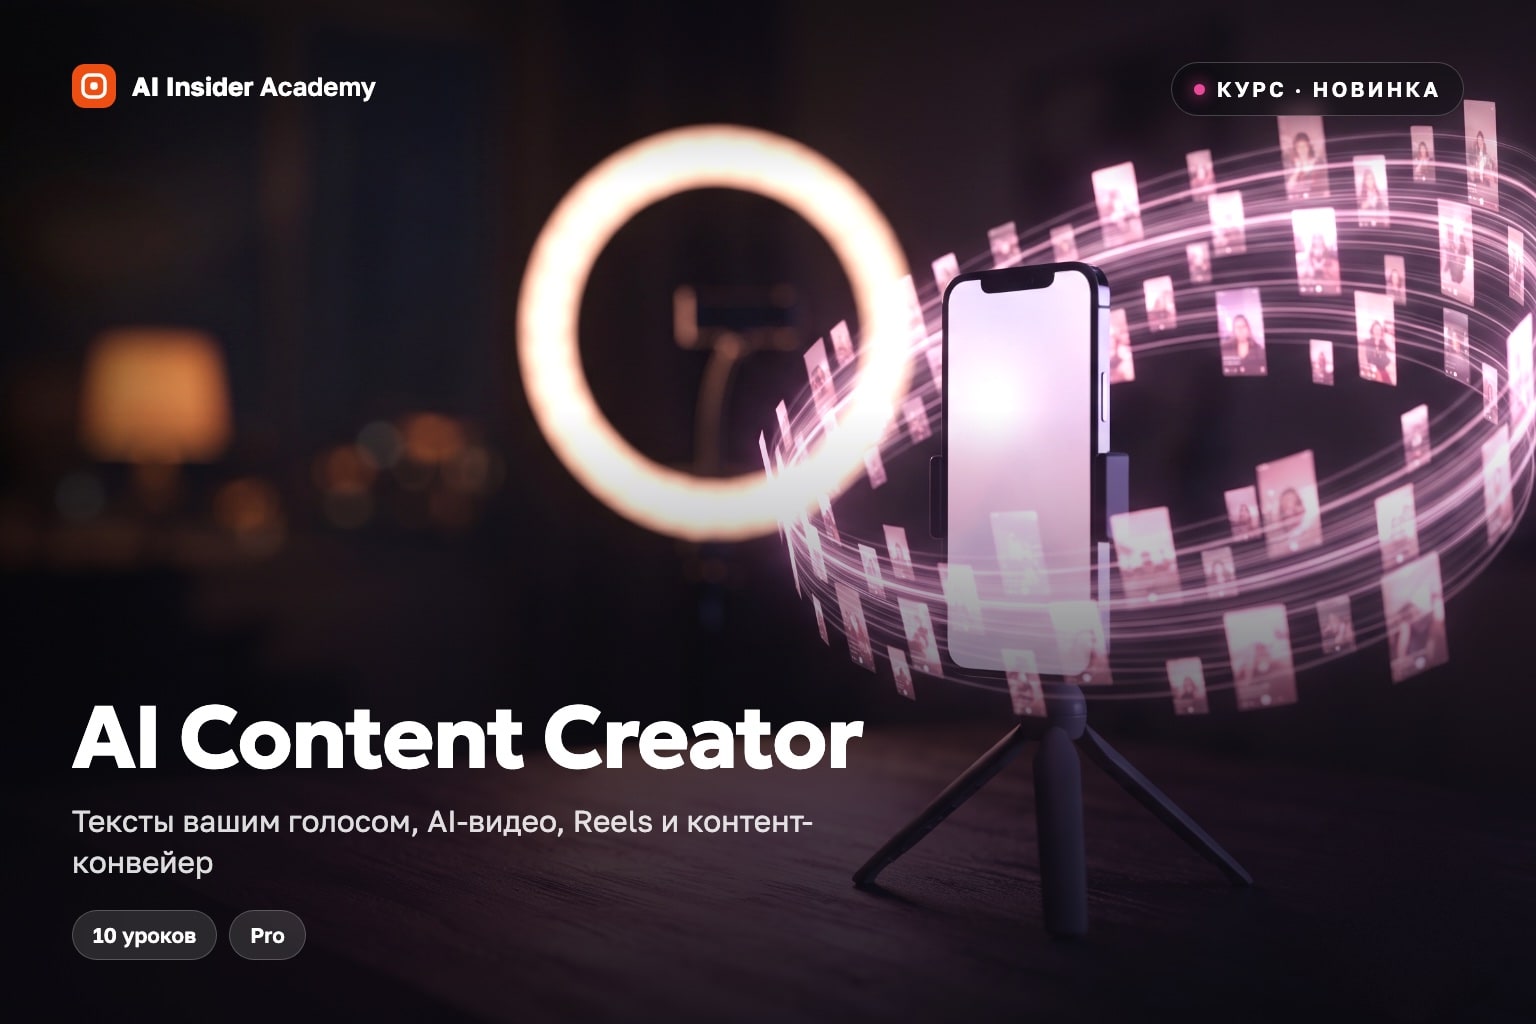 AI Insider Academy
КУРС · НОВИНКА
AI Content Creator
Тексты вашим голосом, AI-видео, Reels и контент-
конвейер
10 уроков
Pro